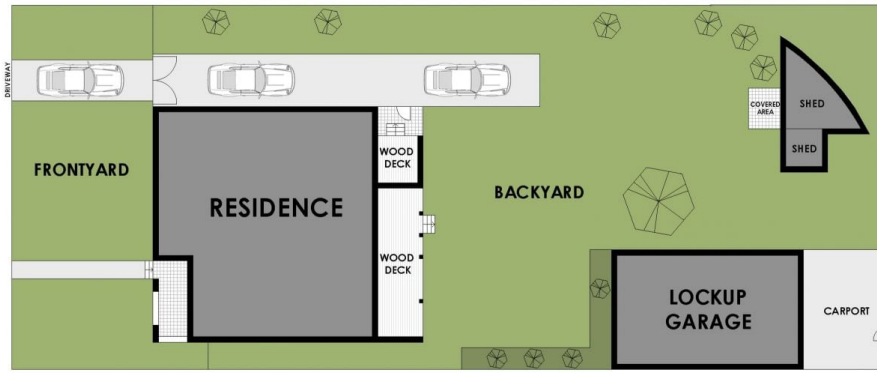 DRIVEWAY
FRONTYARD
RESIDENCE
WOOD
DECK
WOOD
DECK
BACKYARD
COVERED
AREA
SHED
SHED
LOCKUP
GARAGE
CARPORT